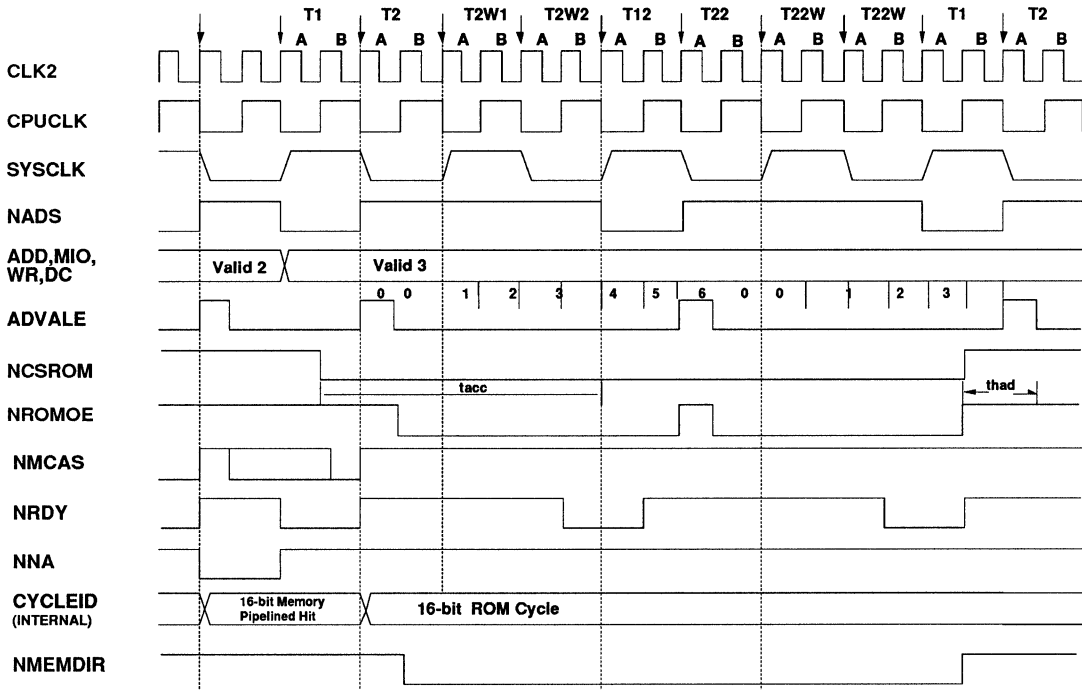 T1 T2 T2W1 T2W2 T12 T22 T22W T22W T1 T2
A B A B A B A B A B A B A B A B A B A B
CLK2
CPUCLK
SYSCLK
NADS
ADD,MIO,
WR,DC
Valid 2 Valid 3
0 0 1 2 3 4 5 6 0 0 1 2 3
ADVALE
NCSROM
tacc
thad
NROMOE
NMCAS
NRDY
NNA
CYCLEID
(INTERNAL)
16-bit Memory
Pipelined Hit
16-bit ROM Cycle
NMEMDIR